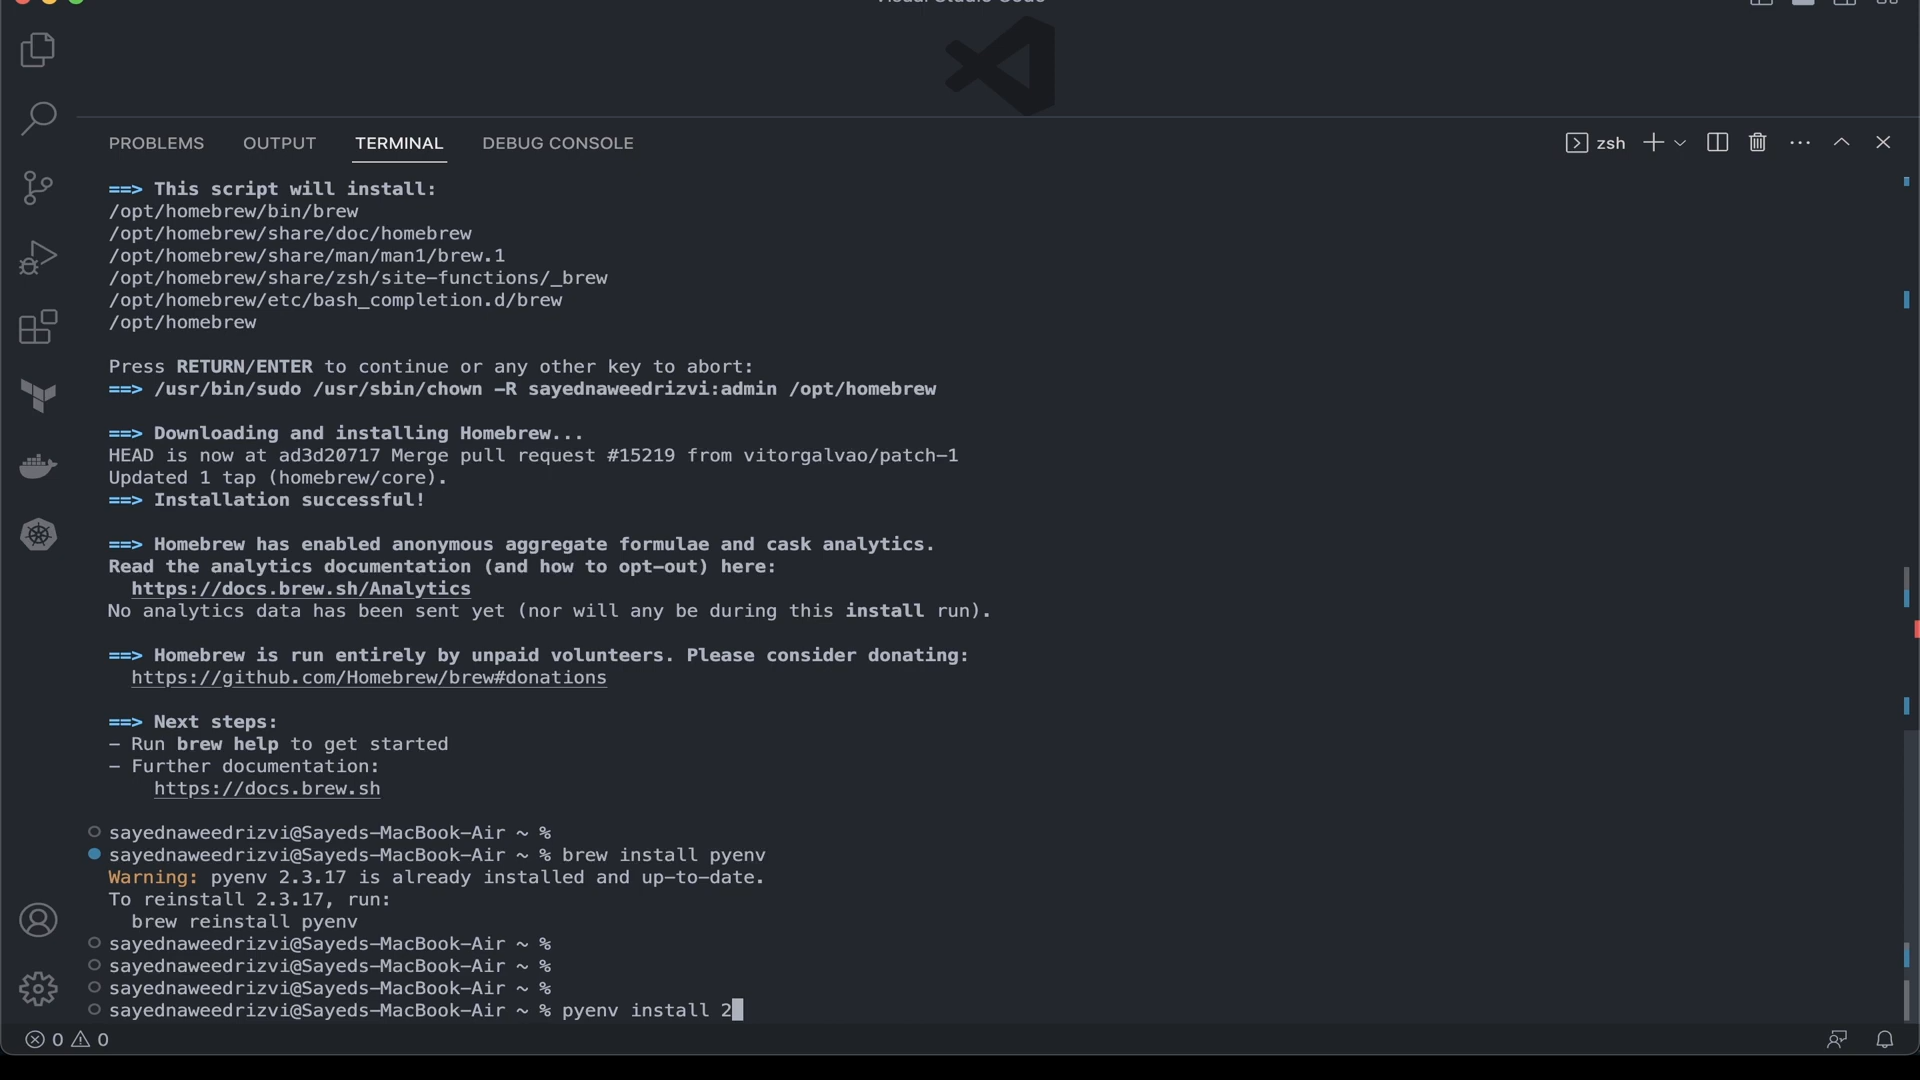 Visual Studio Code
PROBLEMS OUTPUT TERMINAL DEBUG CONSOLE zsh
==> This script will install:
/opt/homebrew/bin/brew
/opt/homebrew/share/doc/homebrew
/opt/homebrew/share/man/man1/brew.1
/opt/homebrew/share/zsh/site-functions/_brew
/opt/homebrew/etc/bash_completion.d/brew
/opt/homebrew
Press RETURN/ENTER to continue or any other key to abort:
==> /usr/bin/sudo /usr/sbin/chown -R sayednaweedrizvi:admin /opt/homebrew
==> Downloading and installing Homebrew...
HEAD is now at ad3d20717 Merge pull request #15219 from vitorgalvao/patch-1
Updated 1 tap (homebrew/core).
==> Installation successful!
==> Homebrew has enabled anonymous aggregate formulae and cask analytics.
Read the analytics documentation (and how to opt-out) here:
https://docs.brew.sh/Analytics
No analytics data has been sent yet (nor will any be during this install run).
==> Homebrew is run entirely by unpaid volunteers. Please consider donating:
https://github.com/Homebrew/brew#donations
==> Next steps:
- Run brew help to get started
- Further documentation:
https://docs.brew.sh
sayednaweedrizvi@Sayeds-MacBook-Air ~ %
sayednaweedrizvi@Sayeds-MacBook-Air ~ % brew install pyenv
Warning: pyenv 2.3.17 is already installed and up-to-date.
To reinstall 2.3.17, run:
brew reinstall pyenv
sayednaweedrizvi@Sayeds-MacBook-Air ~ %
sayednaweedrizvi@Sayeds-MacBook-Air ~ %
sayednaweedrizvi@Sayeds-MacBook-Air ~ %
sayednaweedrizvi@Sayeds-MacBook-Air ~ % pyenv install 2
0 0